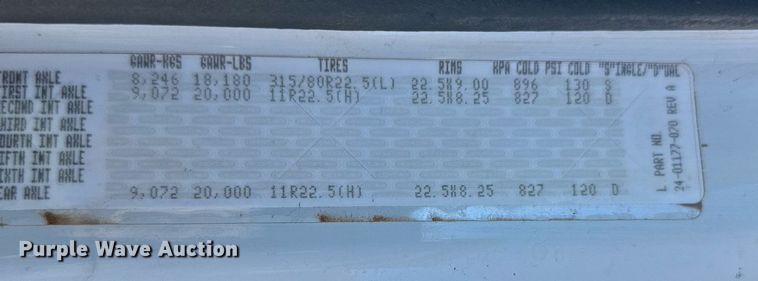 GAWR-KGS GAWR-LBS TIRES RIMS KPA COLD PSI COLD "S"INGLE/"D"UAL
FRONT AXLE 8,246 18,180 315/80R22.5(L) 22.5X9.00 896 130 S
FIRST INT AXLE 9,072 20,000 11R22.5(H) 22.5X8.25 827 120 D
SECOND INT AXLE
THIRD INT AXLE
FOURTH INT AXLE
FIFTH INT AXLE
SIXTH INT AXLE
EAR AXLE 9,072 20,000 11R22.5(H) 22.5X8.25 827 120 D
L PART NO.
24-01177-070 REV A
Purple Wave Auction